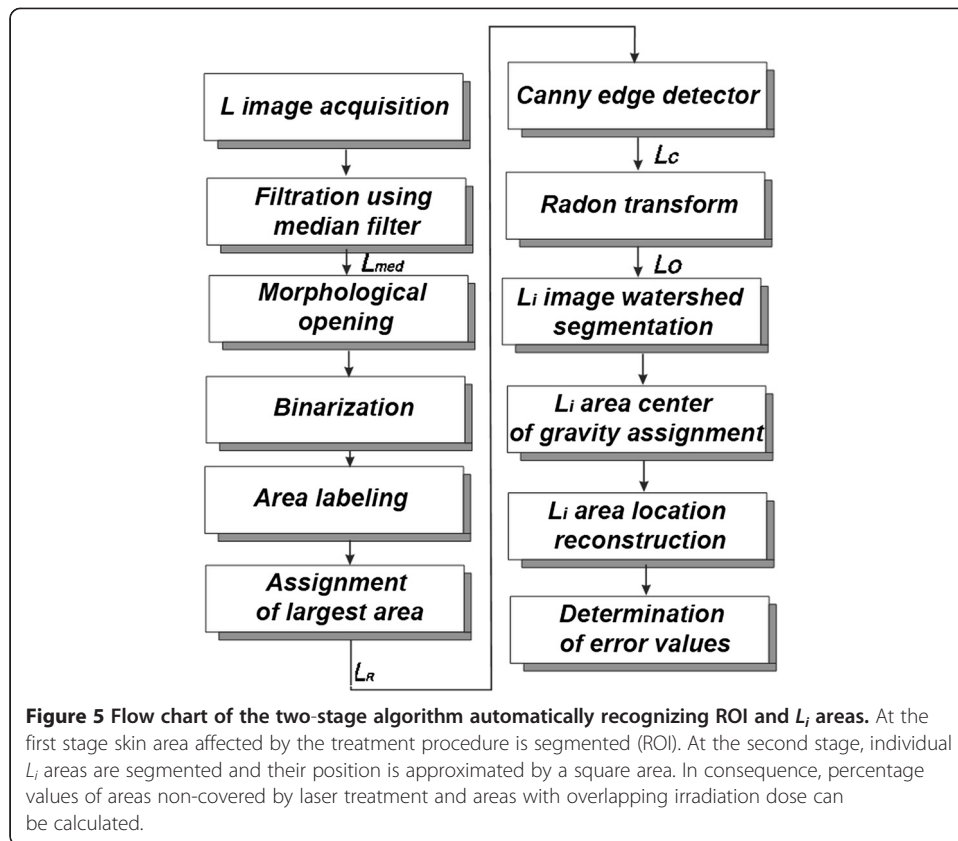 L image acquisition
Filtration using
median filter
Lmed
Morphological
opening
Binarization
Area labeling
Assignment
of largest area
LR
Canny edge detector
LC
Radon transform
LO
Li image watershed
segmentation
Li area center
of gravity assignment
Li area location
reconstruction
Determination
of error values
Figure 5 Flow chart of the two-stage algorithm automatically recognizing ROI and Li areas. At the
first stage skin area affected by the treatment procedure is segmented (ROI). At the second stage, individual
Li areas are segmented and their position is approximated by a square area. In consequence, percentage
values of areas non-covered by laser treatment and areas with overlapping irradiation dose can
be calculated.